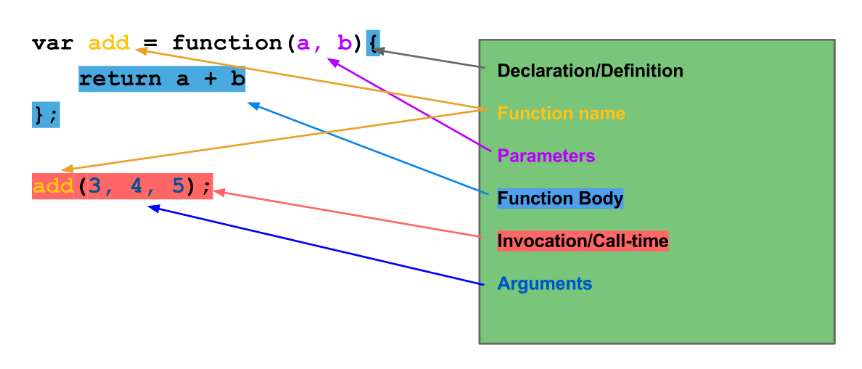 var add = function(a, b){
return a + b
};
add(3, 4, 5);
Declaration/Definition
Function name
Parameters
Function Body
Invocation/Call-time
Arguments